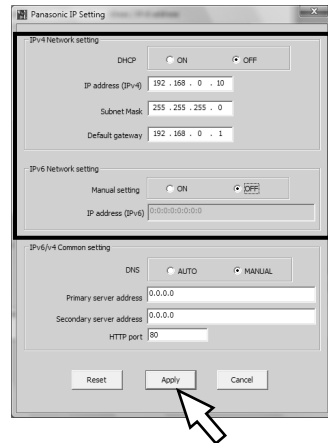 Panasonic IP Setting
IPv4 Network setting
DHCP ON OFF
IP address (IPv4) 192 . 168 . 0 . 10
Subnet Mask 255 . 255 . 255 . 0
Default gateway 192 . 168 . 0 . 1
IPv6 Network setting
Manual setting ON OFF
IP address (IPv6) 0:0:0:0:0:0:0:0
IPv6/v4 Common setting
DNS AUTO MANUAL
Primary server address 0.0.0.0
Secondary server address 0.0.0.0
HTTP port 80
Reset Apply Cancel